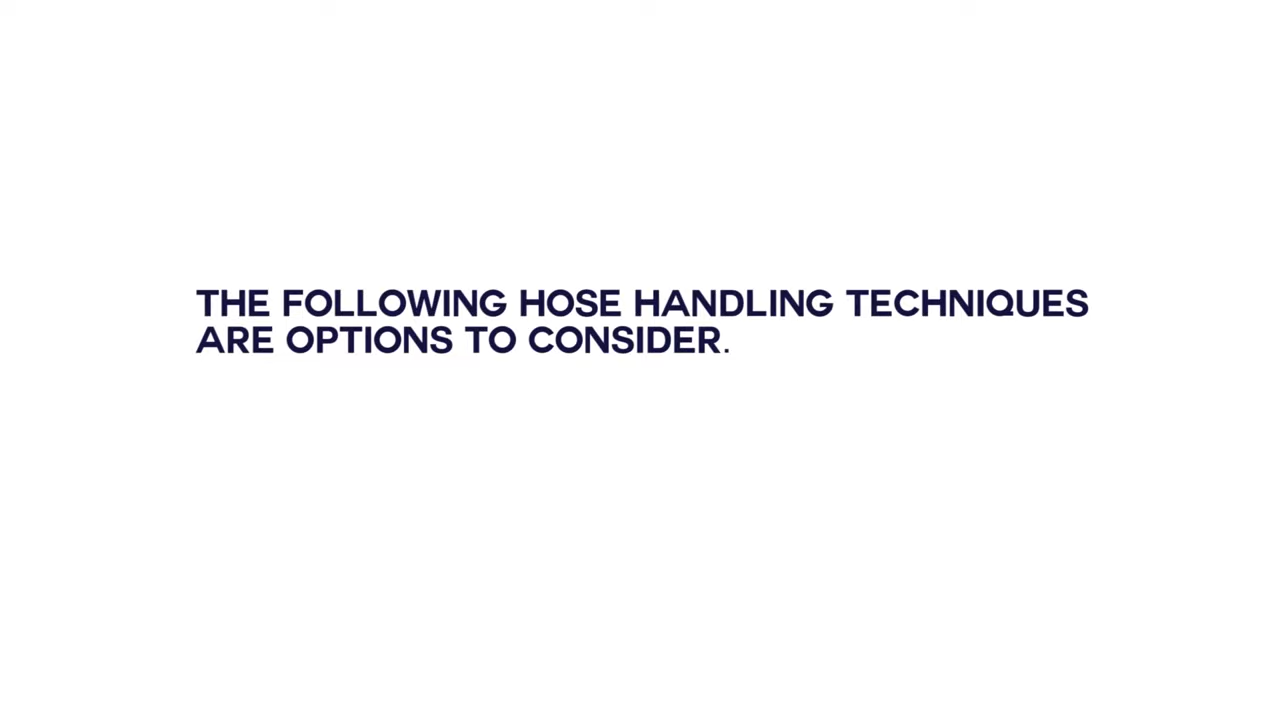 THE FOLLOWING HOSE HANDLING TECHNIQUES
ARE OPTIONS TO CONSIDER.